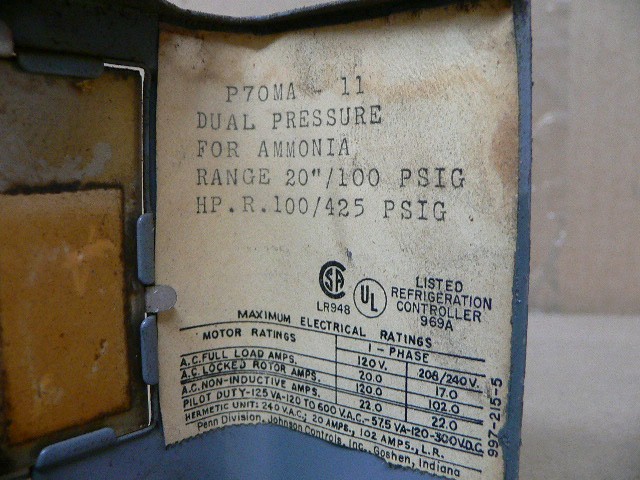 P70MA - 11
DUAL PRESSURE
FOR AMMONIA
RANGE 20"/100 PSIG
HP.R.100/425 PSIG
SA
LR948
UL
LISTED
REFRIGERATION
CONTROLLER
969A
MAXIMUM ELECTRICAL RATINGS
MOTOR RATINGS 1 - PHASE
120V. 208/240V.
A.C. FULL LOAD AMPS. 20.0 17.0
A.C. LOCKED ROTOR AMPS. 120.0 102.0
A.C. NON-INDUCTIVE AMPS. 22.0 22.0
PILOT DUTY-125 VA-120 TO 600 V.A.C.-57.5 VA-120-300V.D.C.
HERMETIC UNIT: 240 V.A.C.; 20 AMPS., 102 AMPS., L.R.
Penn Division, Johnson Controls, Inc., Goshen, Indiana
997-215-5